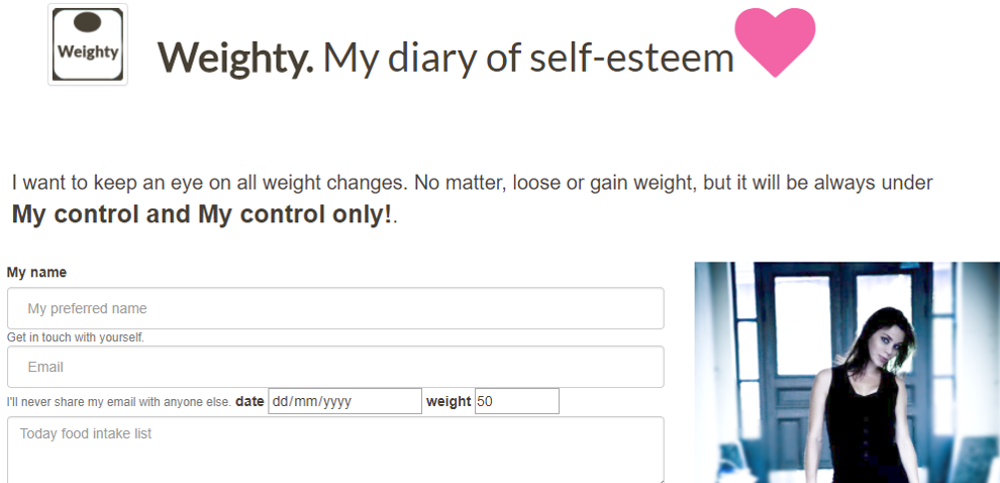 Weighty
Weighty. My diary of self-esteem
I want to keep an eye on all weight changes. No matter, loose or gain weight, but it will be always under
My control and My control only!.
My name
My preferred name
Get in touch with yourself.
Email
I'll never share my email with anyone else. date dd/mm/yyyy weight 50
Today food intake list